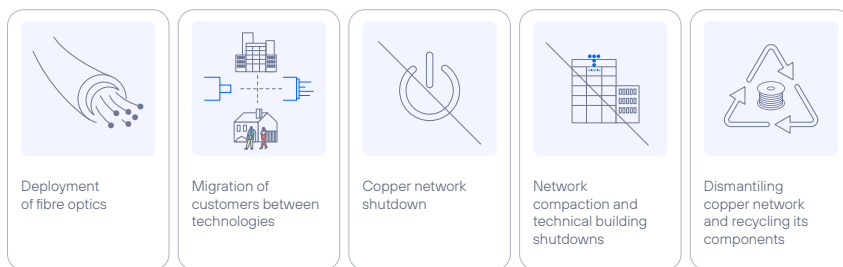 Deployment
of fibre optics
Migration of
customers between
technologies
Copper network
shutdown
Network
compaction and
technical building
shutdowns
Dismantiling
copper network
and recycling its
components